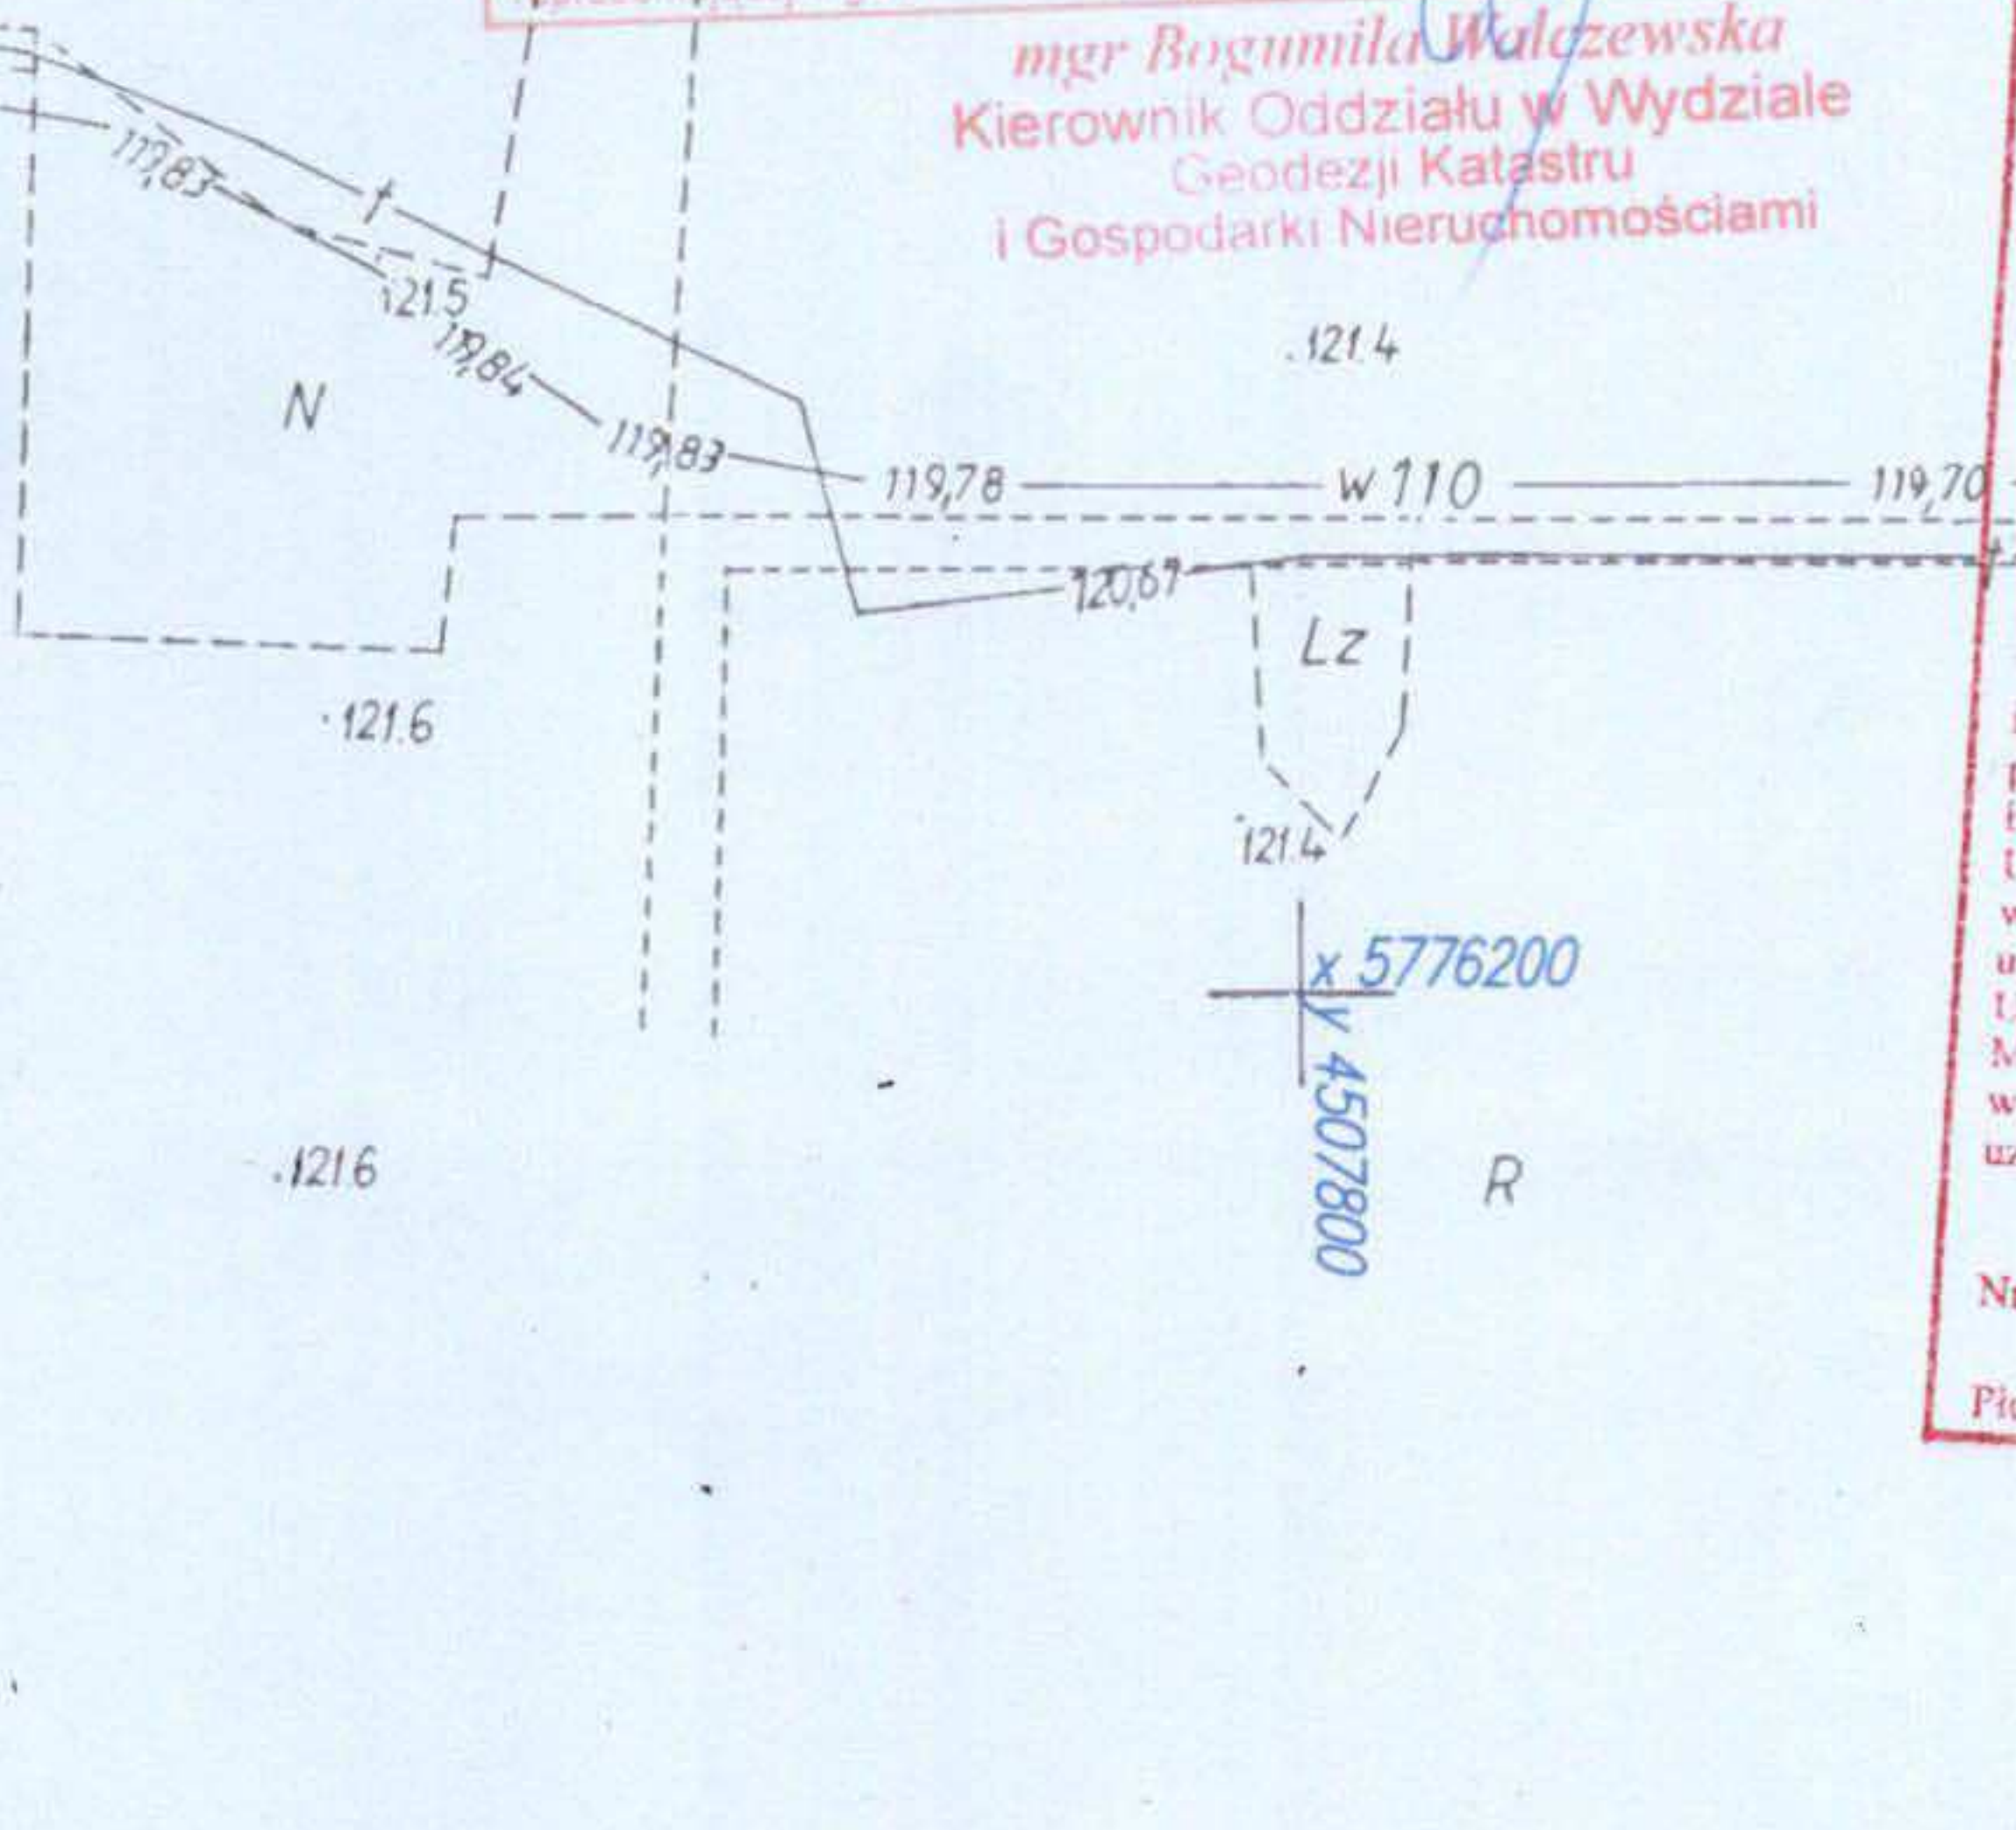 mgr Bogumiła Walczewska
Kierownik Oddziału w Wydziale
Geodezji Katastru
i Gospodarki Nieruchomościami
119,83
t
121.5
119,84
.121.4
N
119,83
119,78
w 110
119,70
120,67
Lz
·121.6
121.4
x 5776200
y 4507800
.121.6
R